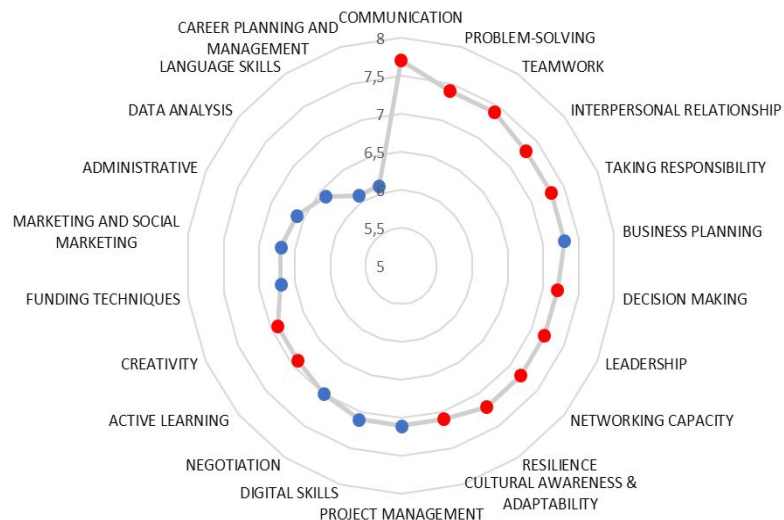 COMMUNICATION
PROBLEM-SOLVING
TEAMWORK
INTERPERSONAL RELATIONSHIP
TAKING RESPONSIBILITY
BUSINESS PLANNING
DECISION MAKING
LEADERSHIP
NETWORKING CAPACITY
RESILIENCE
CULTURAL AWARENESS &
ADAPTABILITY
PROJECT MANAGEMENT
DIGITAL SKILLS
NEGOTIATION
ACTIVE LEARNING
CREATIVITY
FUNDING TECHNIQUES
MARKETING AND SOCIAL
MARKETING
ADMINISTRATIVE
DATA ANALYSIS
LANGUAGE SKILLS
CAREER PLANNING AND
MANAGEMENT
8
7,5
7
6,5
6
5,5
5